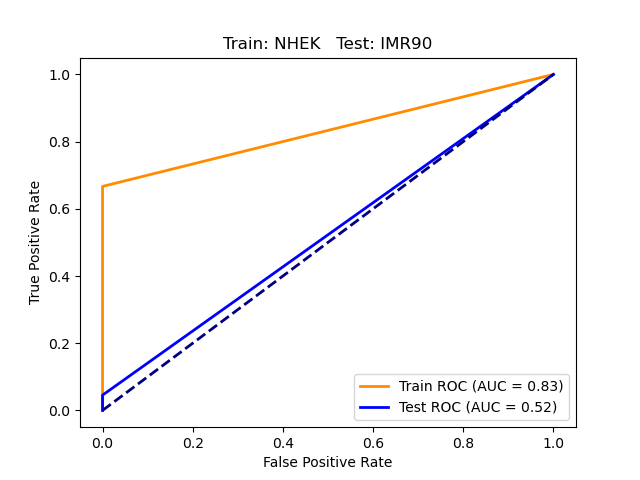 Train: NHEK   Test: IMR90
1.0
0.8
0.6
0.4
0.2
0.0
True Positive Rate
Train ROC (AUC = 0.83)
Test ROC (AUC = 0.52)
0.0 0.2 0.4 0.6 0.8 1.0
False Positive Rate